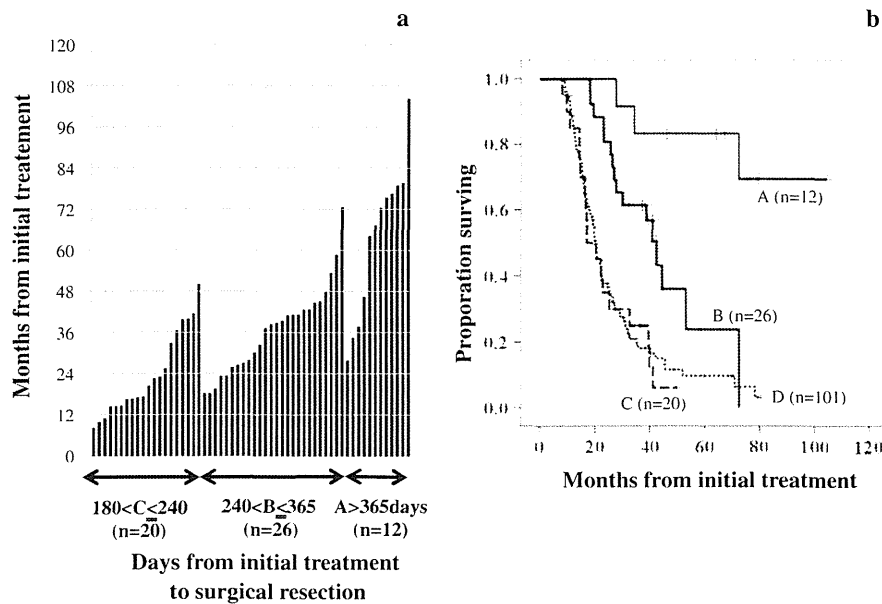 a
120
108
96
84
72
60
48
36
24
12
0
Months from initial treatement
180<C≤240
(n=20)
240<B≤365
(n=26)
A>365days
(n=12)
Days from initial treatment
to surgical resection
b
1.0
0.8
0.6
0.4
0.2
0.0
Proporation surving
A (n=12)
B (n=26)
C (n=20)
D (n=101)
0
20
40
60
80
100
120
Months from initial treatment